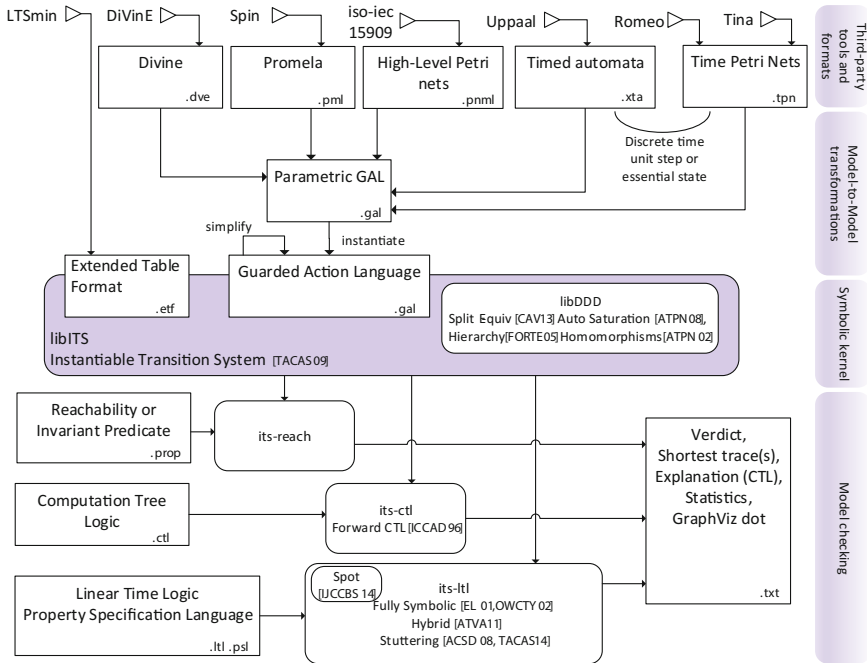 LTSmin
DiVinE
Spin
iso-iec
15909
Uppaal
Romeo
Tina
Third-party
tools and
formats
Divine
.dve
Promela
.pml
High-Level Petri
nets
.pnml
Timed automata
.xta
Time Petri Nets
.tpn
Discrete time
unit step or
essential state
Model-to-Model
transformations
Parametric GAL
.gal
simplify
instantiate
Extended Table
Format
.etf
Guarded Action Language
.gal
libDDD
Split Equiv [CAV13] Auto Saturation [ATPN08],
Hierarchy[FORTE05] Homomorphisms[ATPN 02]
Symbolic kernel
libITS
Instantiable Transition System [TACAS09]
Reachability or
Invariant Predicate
.prop
its-reach
Verdict,
Shortest trace(s),
Explanation (CTL),
Statistics,
GraphViz dot
.txt
Model checking
Computation Tree
Logic
.ctl
its-ctl
Forward CTL [ICCAD96]
Linear Time Logic
Property Specification Language
.ltl .psl
Spot
[IJCCBS 14]
its-ltl
Fully Symbolic [EL 01,OWCTY 02]
Hybrid [ATVA11]
Stuttering [ACSD 08, TACAS14]